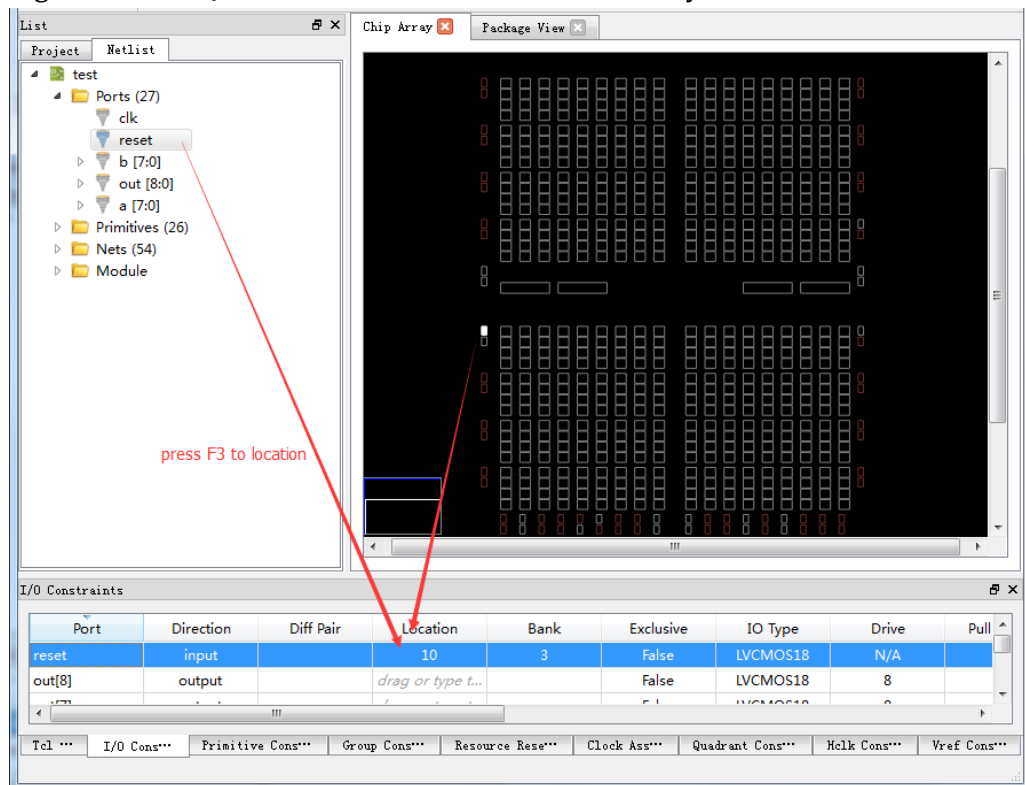 List
Chip Array
Package View
Project
Netlist
test
Ports (27)
clk
reset
b [7:0]
out [8:0]
a [7:0]
Primitives (26)
Nets (54)
Module
press F3 to location
I/O Constraints
Port Direction Diff Pair Location Bank Exclusive IO Type Drive Pull
reset input 10 3 False LVCMOS18 N/A
out[8] output drag or type t... False LVCMOS18 8
Tcl ... I/O Cons... Primitive Cons... Group Cons... Resource Rese... Clock Ass... Quadrant Cons... Hclk Cons... Vref Cons...